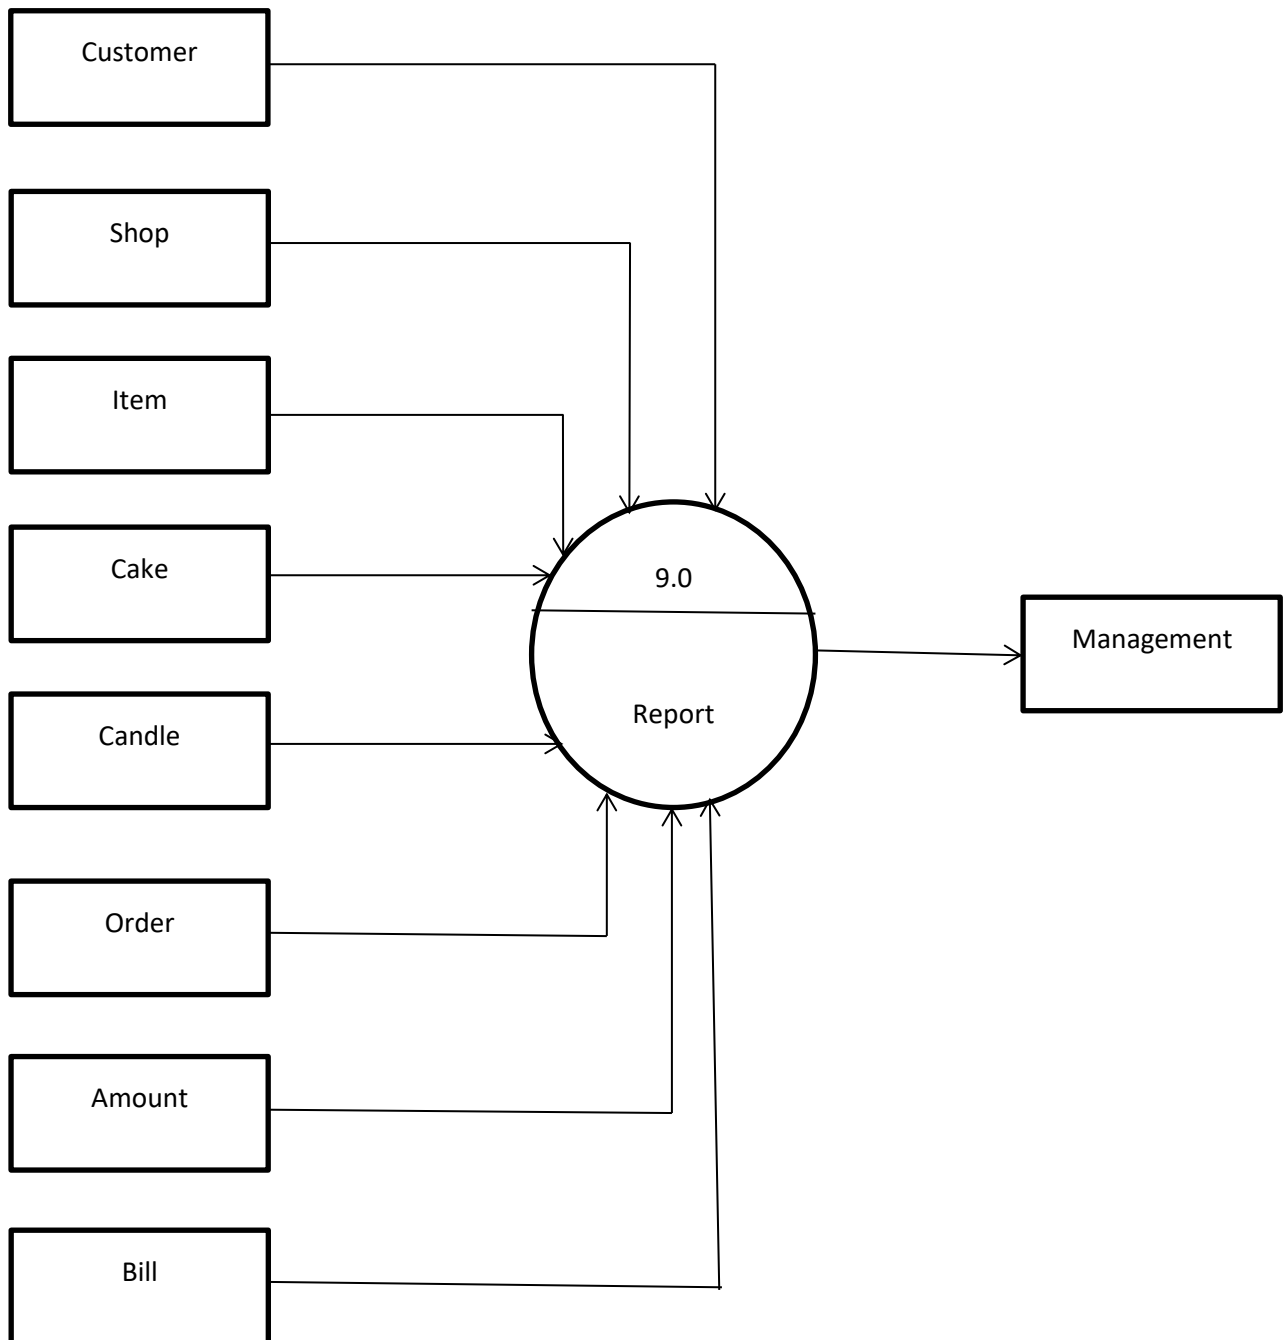 Customer
Shop
Item
Cake
9.0
Management
Report
Candle
Order
Amount
Bill